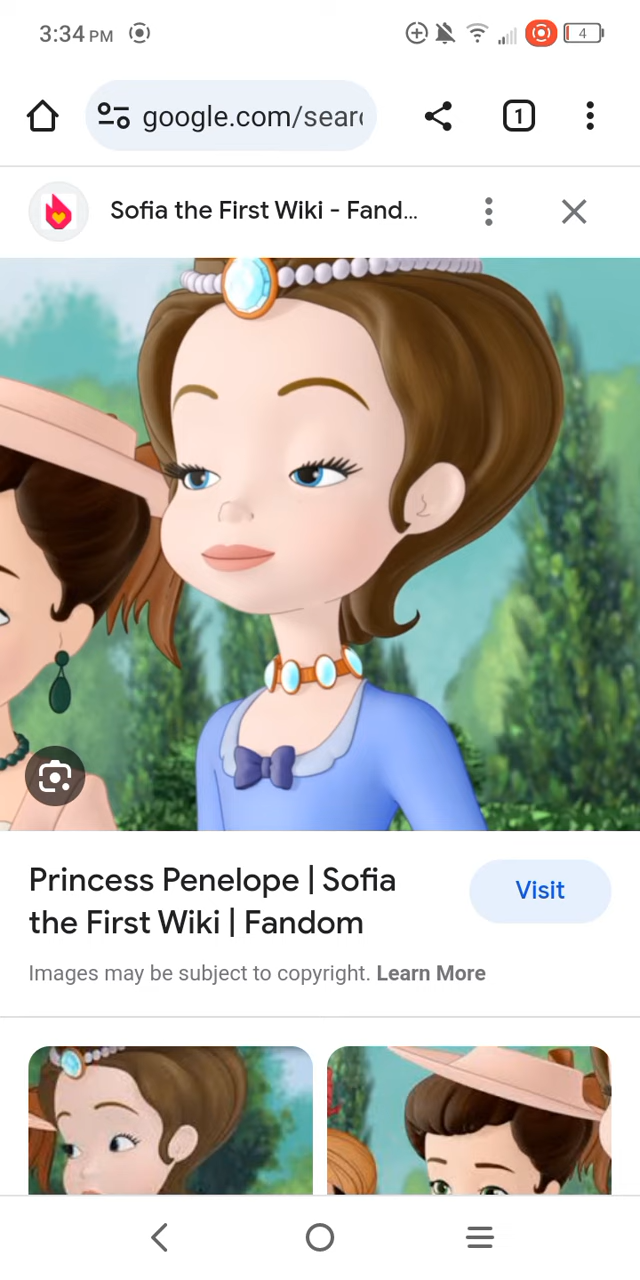 3:34 PM
4
google.com/sear
1
Sofia the First Wiki - Fand...
Princess Penelope | Sofia
the First Wiki | Fandom
Visit
Images may be subject to copyright. Learn More